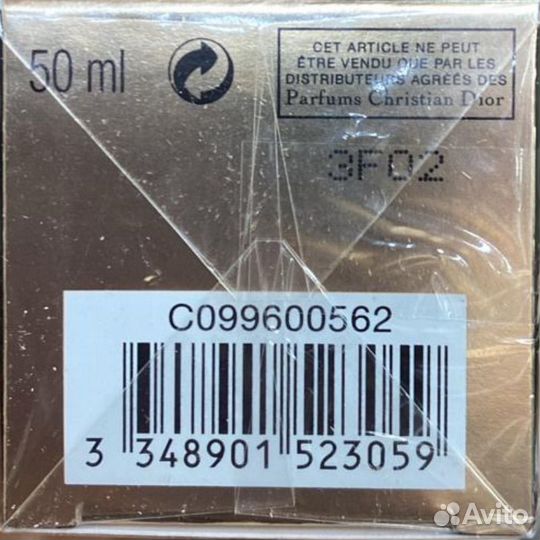 50 ml
CET ARTICLE NE PEUT
ÊTRE VENDU QUE PAR LES
DISTRIBUTEURS AGRÉÉS DES
Parfums Christian Dior
3F02
C099600562
3 348901 523059
Avito